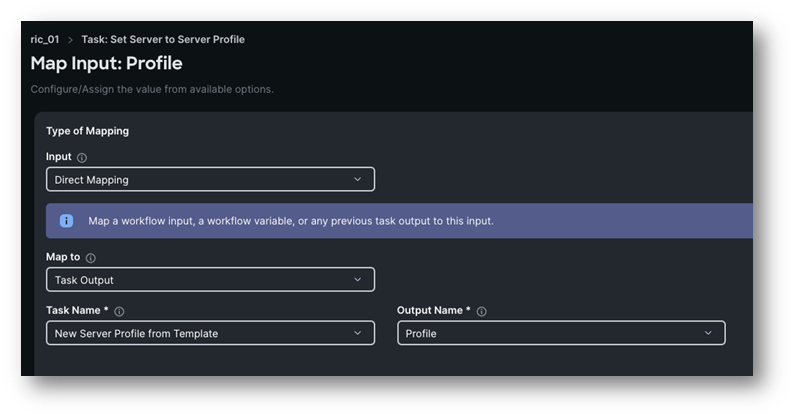 ric_01 > Task: Set Server to Server Profile
Map Input: Profile
Configure/Assign the value from available options.
Type of Mapping
Input
Direct Mapping
Map a workflow input, a workflow variable, or any previous task output to this input.
Map to
Task Output
Task Name * Output Name *
New Server Profile from Template Profile